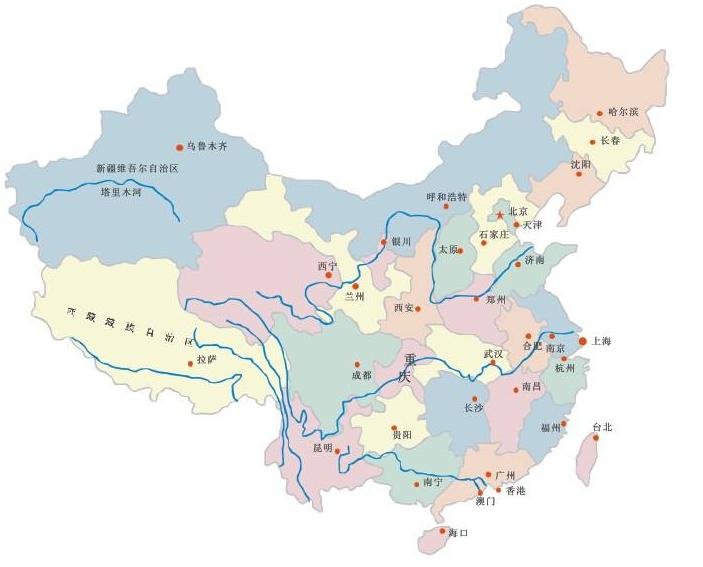 哈尔滨
长春
乌鲁木齐
沈阳
新疆维吾尔自治区
塔里木河
呼和浩特
北京
天津
石家庄
银川
太原
济南
西宁
兰州
郑州
西安
西藏藏族自治区
上海
合肥
南京
武汉
重庆
拉萨
杭州
成都
南昌
长沙
福州
台北
贵阳
昆明
广州
南宁
香港
澳门
海口